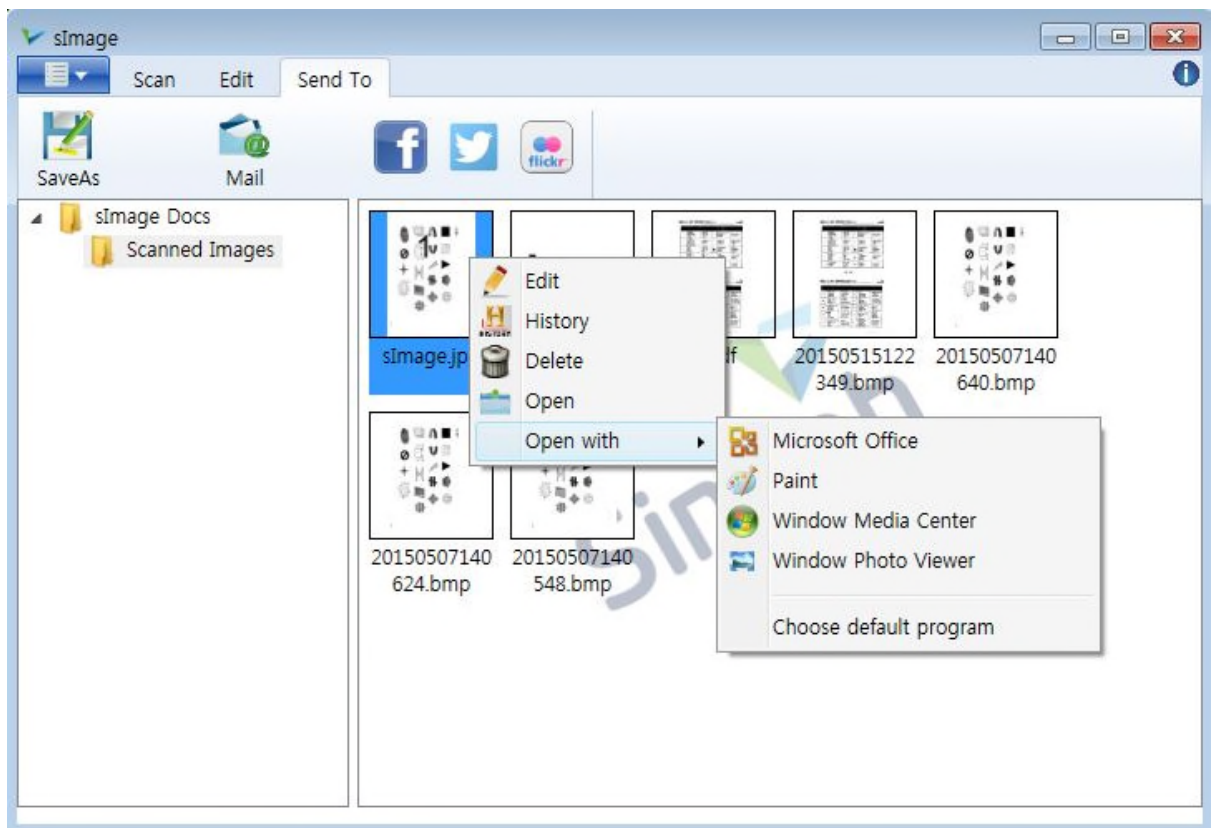 sImage
Scan Edit Send To
flickr
SaveAs Mail
sImage Docs
Scanned Images
sImage.jp
20150515122
349.bmp
20150507140
640.bmp
Edit
HISTORY
History
Delete
Open
Open with
20150507140
624.bmp
20150507140
548.bmp
Microsoft Office
Paint
Window Media Center
Window Photo Viewer
Choose default program